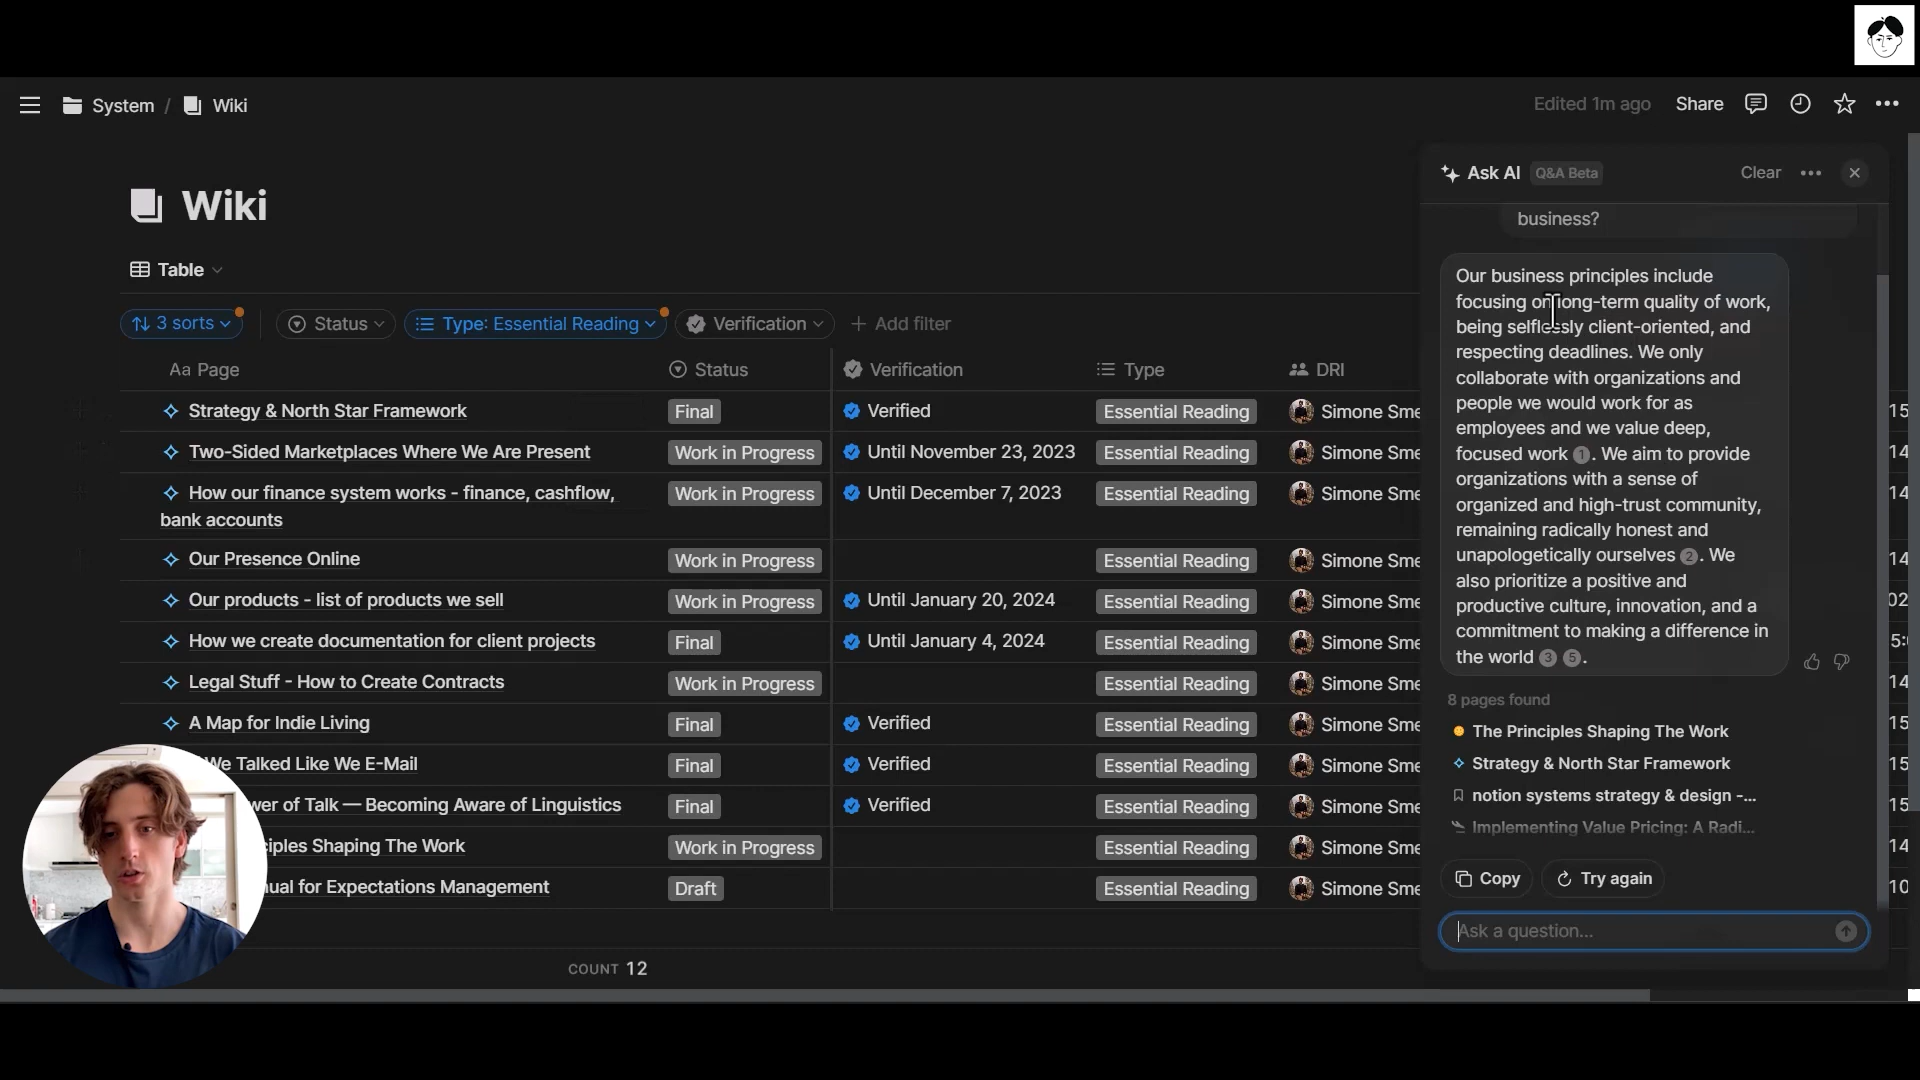 System / Wiki
Edited 1m ago Share
Wiki
Table
3 sorts Status Type: Essential Reading Verification Add filter
Aa Page Status Verification Type DRI
Strategy & North Star Framework Final Verified Essential Reading Simone Sme 15
Two-Sided Marketplaces Where We Are Present Work in Progress Until November 23, 2023 Essential Reading Simone Sme 14
How our finance system works - finance, cashflow, Work in Progress Until December 7, 2023 Essential Reading Simone Sme 14
bank accounts
Our Presence Online Work in Progress Essential Reading Simone Sme 14
Our products - list of products we sell Work in Progress Until January 20, 2024 Essential Reading Simone Sme 02
How we create documentation for client projects Final Until January 4, 2024 Essential Reading Simone Sme 5:
Legal Stuff - How to Create Contracts Work in Progress Essential Reading Simone Sme 14
A Map for Indie Living Final Verified Essential Reading Simone Sme 15
We Talked Like We E-Mail Final Verified Essential Reading Simone Sme 15
wer of Talk — Becoming Aware of Linguistics Final Verified Essential Reading Simone Sme 15
ciples Shaping The Work Work in Progress Essential Reading Simone Sme 14
ual for Expectations Management Draft Essential Reading Simone Sme 10
COUNT 12
Ask AI Q&A Beta Clear
business?
Our business principles include
focusing on long-term quality of work,
being selflessly client-oriented, and
respecting deadlines. We only
collaborate with organizations and
people we would work for as
employees and we value deep,
focused work 1. We aim to provide
organizations with a sense of
organized and high-trust community,
remaining radically honest and
unapologetically ourselves 2. We
also prioritize a positive and
productive culture, innovation, and a
commitment to making a difference in
the world 3 5.
8 pages found
The Principles Shaping The Work
Strategy & North Star Framework
notion systems strategy & design -...
Implementing Value Pricing: A Radi...
Copy Try again
Ask a question...